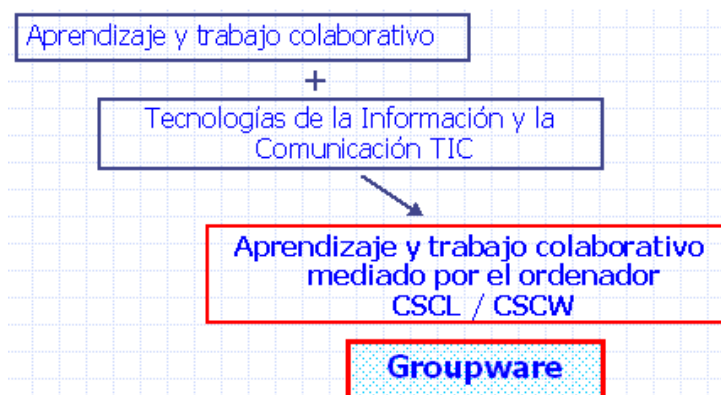 Aprendizaje y trabajo colaborativo
+
Tecnologías de la Información y la
Comunicación TIC
Aprendizaje y trabajo colaborativo
mediado por el ordenador
CSCL / CSCW
Groupware